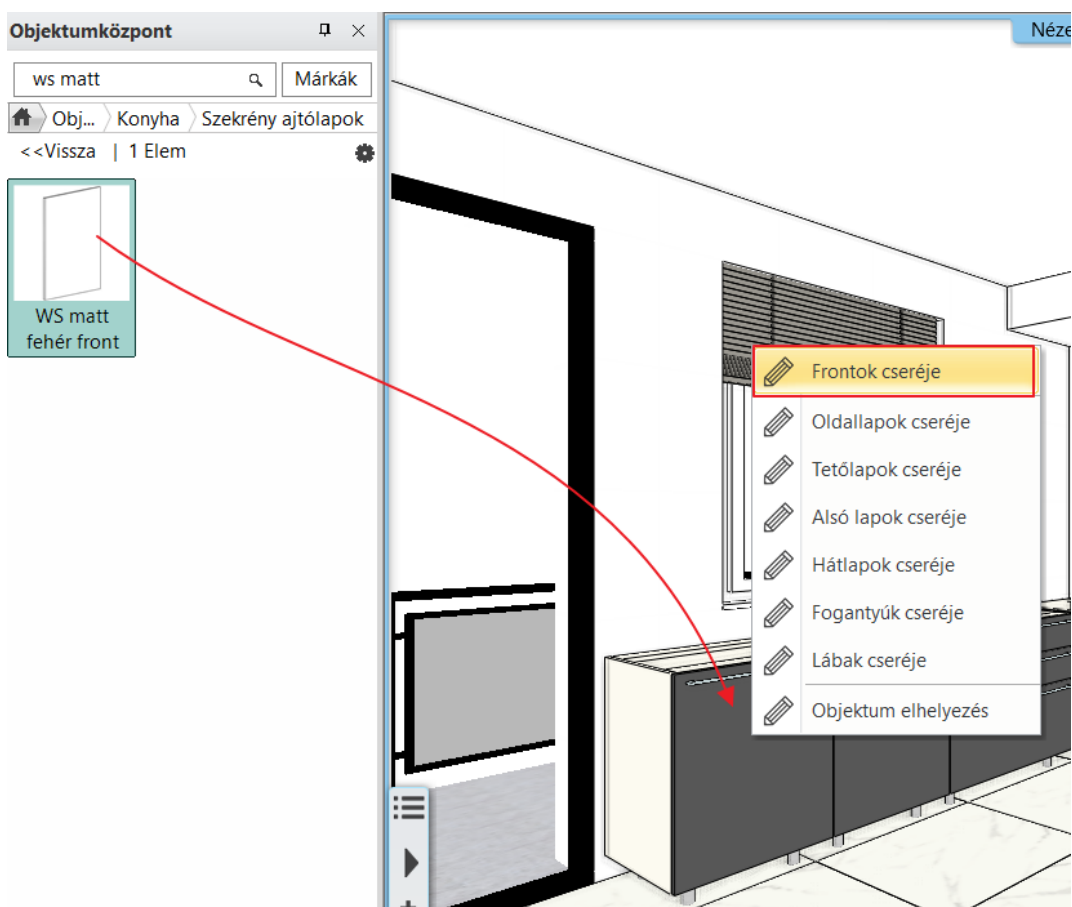 Objektumközpont
ws matt
Márkák
Obj... Konyha Szekrény ajtólapok
<<Vissza | 1 Elem
WS matt
fehér front
Néze
Frontok cseréje
Oldallapok cseréje
Tetőlapok cseréje
Alsó lapok cseréje
Hátlapok cseréje
Fogantyúk cseréje
Lábak cseréje
Objektum elhelyezés